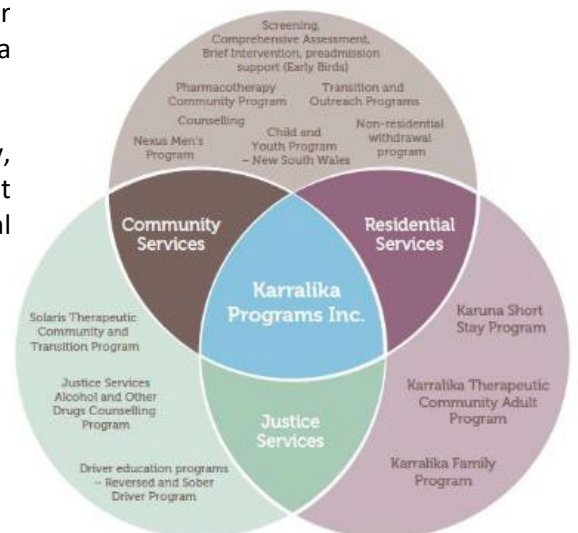 r
a
y,
t
al
Screening,
Comprehensive Assessment,
Brief Intervention, preadmission
support (Early Birds)
Pharmacotherapy
Community Program
Transition and
Outreach Programs
Counselling
Nexus Men's
Program
Child and
Youth Program
– New South Wales
Non-residential
withdrawal
program
Community
Services
Residential
Services
Karralika
Programs Inc.
Solaris Therapeutic
Community and
Transition Program
Justice Services
Alcohol and Other
Drugs Counselling
Program
Driver education programs
– Reversed and Sober
Driver Program
Justice
Services
Karuna Short
Stay Program
Karralika Therapeutic
Community Adult
Program
Karralika Family
Program